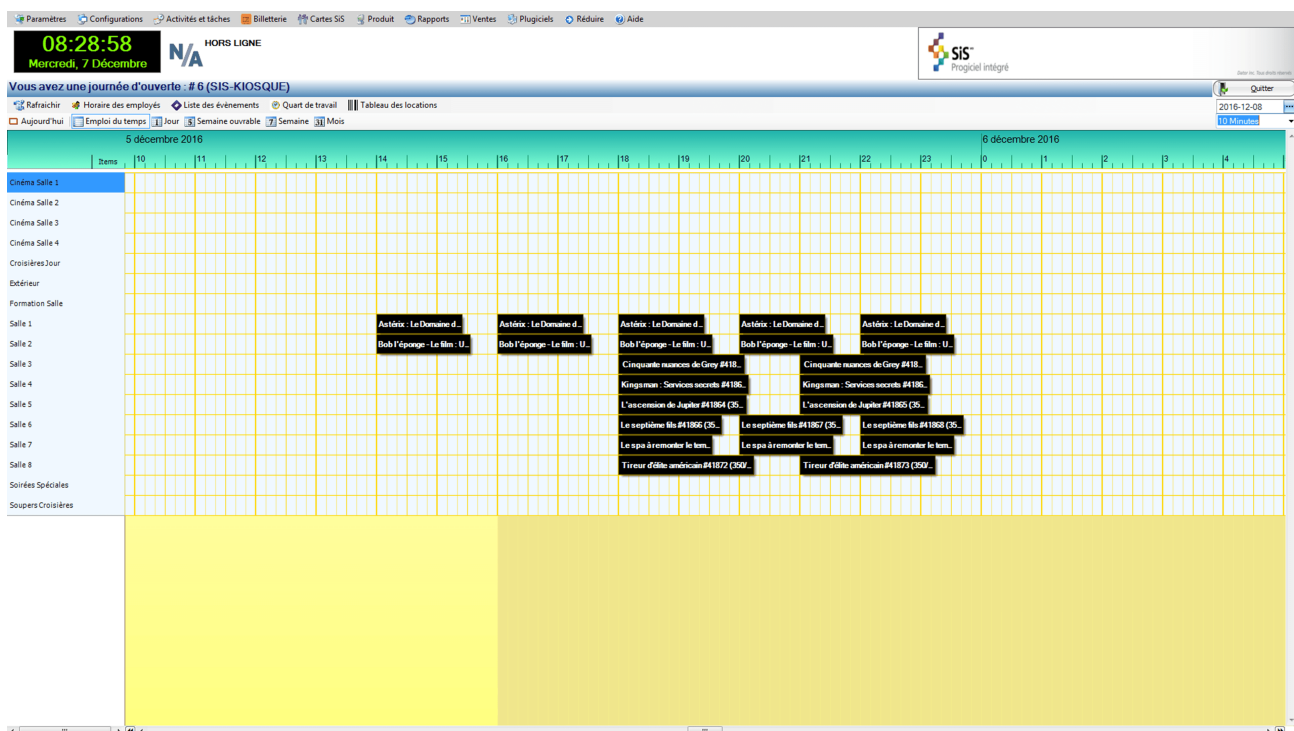 Paramètres Configurations Activités et tâches Billetterie Cartes SiS Produit Rapports Ventes Plugiciels Réduire Aide
08:28:58
Mercredi, 7 Décembre
N/A
HORS LIGNE
SiS
Progiciel intégré
Vous avez une journée d'ouverte : # 6 (SIS-KIOSQUE)
Quitter
Rafraichir Horaire des employés Liste des évènements Quart de travail Tableau des locations
2016-12-08
Aujourd'hui Emploi du temps Jour Semaine ouvrable Semaine Mois
10 Minutes
5 décembre 2016 6 décembre 2016
Items 10 11 12 13 14 15 16 17 18 19 20 21 22 23 0 1 2 3 4
Cinéma Salle 1
Cinéma Salle 2
Cinéma Salle 3
Cinéma Salle 4
Croisières Jour
Extérieur
Formation Salle
Salle 1 Astérix : Le Domaine d... Astérix : Le Domaine d... Astérix : Le Domaine d... Astérix : Le Domaine d... Astérix : Le Domaine d...
Salle 2 Bob l'éponge - Le film : U... Bob l'éponge - Le film : U... Bob l'éponge - Le film : U... Bob l'éponge - Le film : U... Bob l'éponge - Le film : U...
Salle 3 Cinquante nuances de Grey #418... Cinquante nuances de Grey #418...
Salle 4 Kingsman : Services secrets #4186... Kingsman : Services secrets #4186...
Salle 5 L'ascension de Jupiter #41864 (35... L'ascension de Jupiter #41865 (35...
Salle 6 Le septième fils #41866 (35... Le septième fils #41867 (35... Le septième fils #41868 (35...
Salle 7 Le spa à remonter le tem... Le spa à remonter le tem... Le spa à remonter le tem...
Salle 8 Tireur d'élite américain #41872 (350/... Tireur d'élite américain #41873 (350/...
Soirées Spéciales
Soupers Croisières